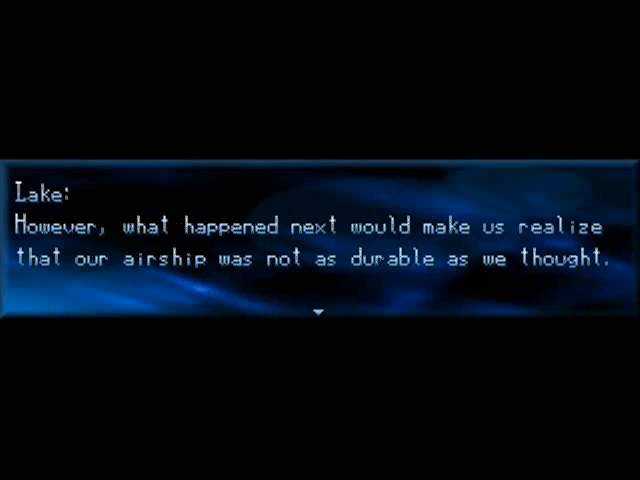 Lake:
However, what happened next would make us realize
that our airship was not as durable as we thought.